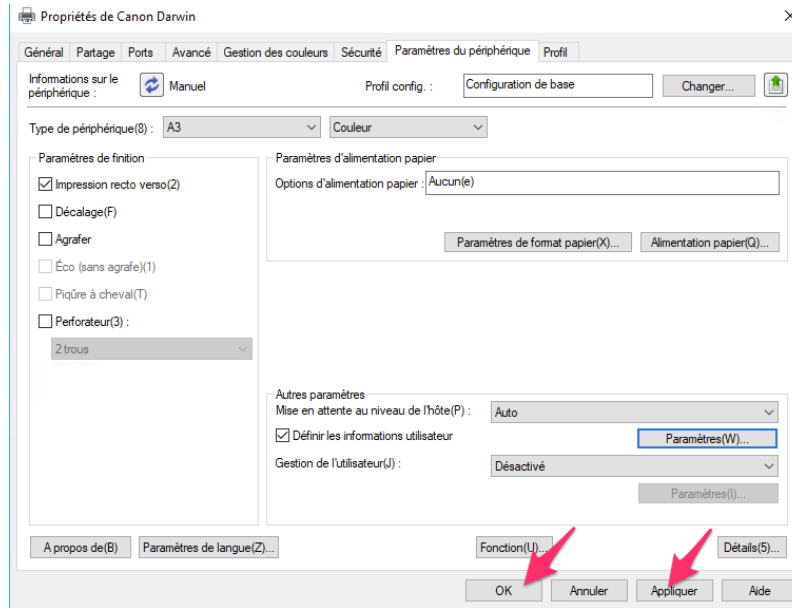 Propriétés de Canon Darwin
Général Partage Ports Avancé Gestion des couleurs Sécurité Paramètres du périphérique Profil
Informations sur le
périphérique :
Manuel
Profil config. :
Configuration de base
Changer...
Type de périphérique(8) :
A3
Couleur
Paramètres de finition
Impression recto verso(2)
Décalage(F)
Agrafer
Éco (sans agrafe)(1)
Piqûre à cheval(T)
Perforateur(3) :
2 trous
Paramètres d'alimentation papier
Options d'alimentation papier :
Aucun(e)
Paramètres de format papier(X)...
Alimentation papier(Q)...
Autres paramètres
Mise en attente au niveau de l'hôte(P) :
Auto
Définir les informations utilisateur
Paramètres(W)...
Gestion de l'utilisateur(J) :
Désactivé
Paramètres(I)...
A propos de(B)
Paramètres de langue(Z)...
Fonction(U)...
Détails(5)...
OK
Annuler
Appliquer
Aide